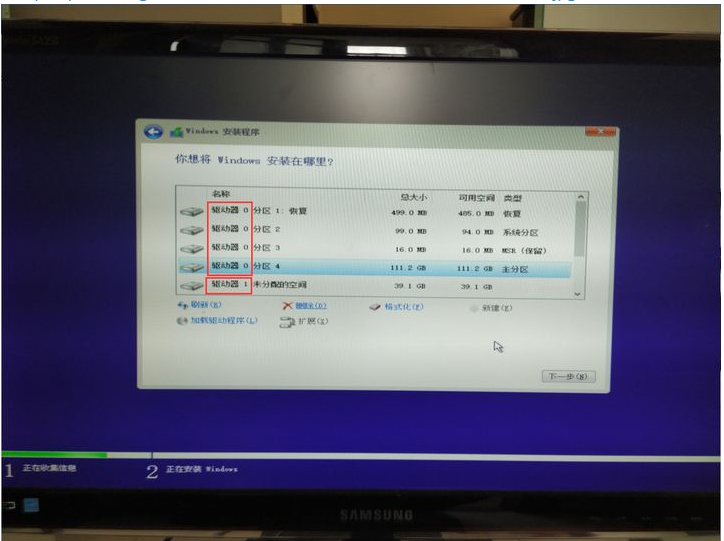 Windows 安装程序
你想将 Windows 安装在哪里?
名称 总大小 可用空间 类型
驱动器 0 分区 1: 恢复 499.0 MB 485.0 MB 恢复
驱动器 0 分区 2 99.0 MB 94.0 MB 系统分区
驱动器 0 分区 3 16.0 MB 16.0 MB MSR (保留)
驱动器 0 分区 4 111.2 GB 111.2 GB 主分区
驱动器 1 未分配的空间 39.1 GB 39.1 GB
刷新(R) 删除(D) 格式化(F) 新建(E)
加载驱动程序(L) 扩展(X)
下一步(N)
1 正在收集信息 2 正在安装 Windows
SAMSUNG